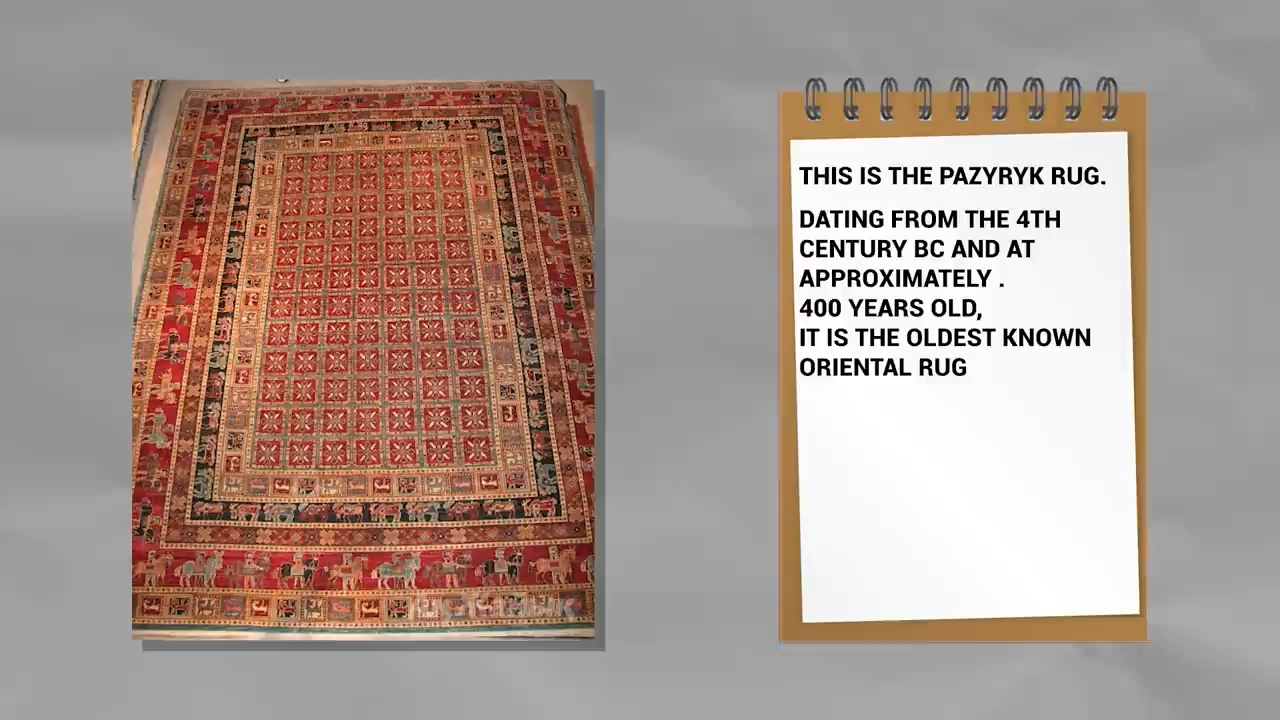 THIS IS THE PAZYRYK RUG.
DATING FROM THE 4TH
CENTURY BC AND AT
APPROXIMATELY .
400 YEARS OLD,
IT IS THE OLDEST KNOWN
ORIENTAL RUG